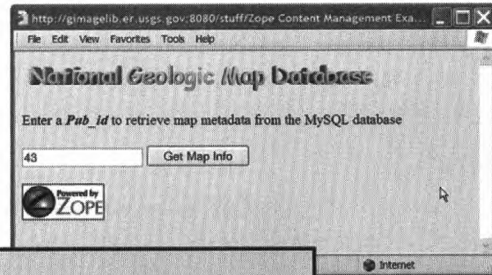 http://gimagelib.er.usgs.gov:8080/stuff/Zope Content Management Exa...
File Edit View Favorites Tools Help
National Geologic Map Database
Enter a Pub_id to retrieve map metadata from the MySQL database
43 Get Map Info
Powered by
ZOPE
Internet